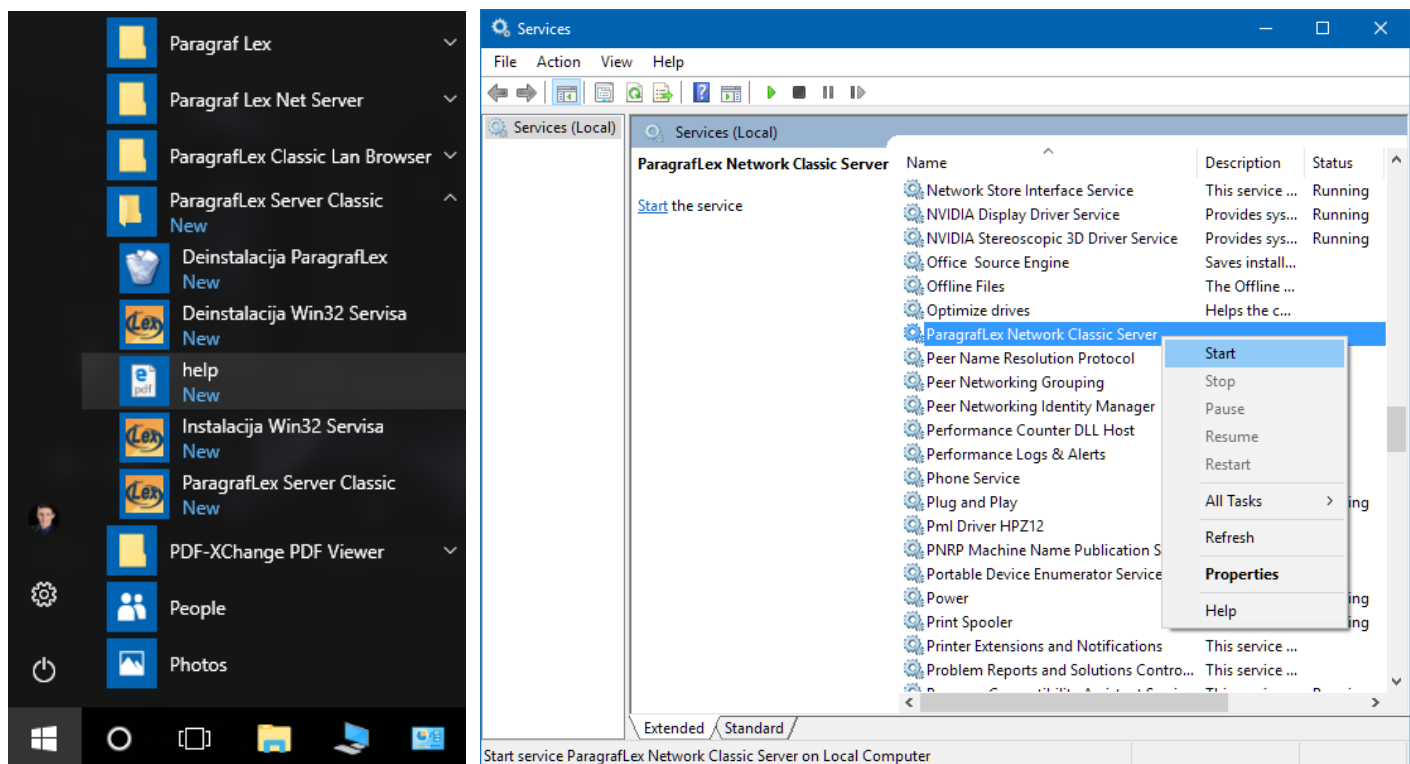 Paragraf Lex
Paragraf Lex Net Server
ParagrafLex Classic Lan Browser
ParagrafLex Server Classic
New
Deinstalacija ParagrafLex
New
Deinstalacija Win32 Servisa
New
help
New
Instalacija Win32 Servisa
New
ParagrafLex Server Classic
New
PDF-XChange PDF Viewer
People
Photos
Services
File Action View Help
Services (Local)
Services (Local)
ParagrafLex Network Classic Server
Start the service
Name Description Status
Network Store Interface Service This service ... Running
NVIDIA Display Driver Service Provides sys... Running
NVIDIA Stereoscopic 3D Driver Service Provides sys... Running
Office Source Engine Saves install...
Offline Files The Offline ...
Optimize drives Helps the c...
ParagrafLex Network Classic Server
Peer Name Resolution Protocol
Peer Networking Grouping
Peer Networking Identity Manager
Performance Counter DLL Host
Performance Logs & Alerts
Phone Service
Plug and Play ing
Pml Driver HPZ12
PNRP Machine Name Publication S
Portable Device Enumerator Service
Power ing
Print Spooler ing
Printer Extensions and Notifications This service ...
Problem Reports and Solutions Contro... This service ...
Start
Stop
Pause
Resume
Restart
All Tasks
Refresh
Properties
Help
Extended Standard
Start service ParagrafLex Network Classic Server on Local Computer